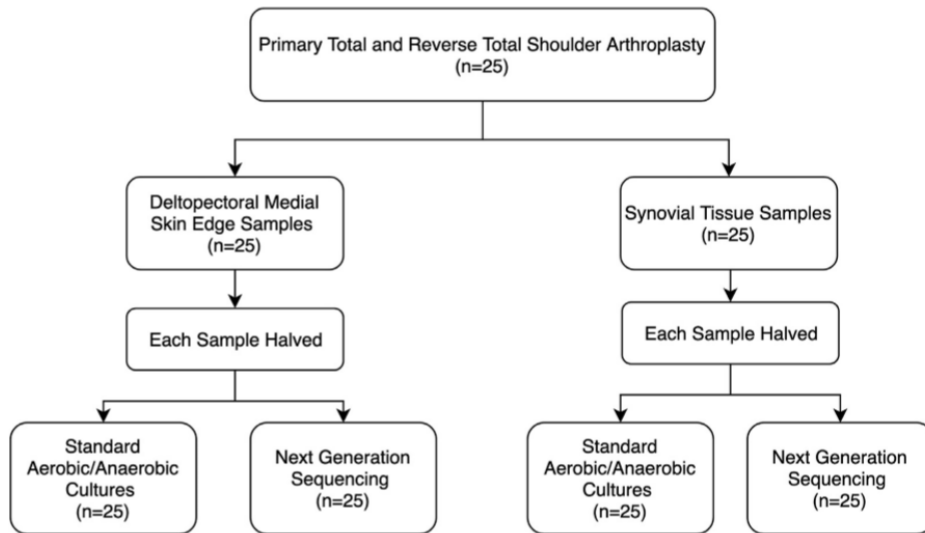 Primary Total and Reverse Total Shoulder Arthroplasty
(n=25)
Deltopectoral Medial
Skin Edge Samples
(n=25)
Synovial Tissue Samples
(n=25)
Each Sample Halved
Each Sample Halved
Standard
Aerobic/Anaerobic
Cultures
(n=25)
Next Generation
Sequencing
(n=25)
Standard
Aerobic/Anaerobic
Cultures
(n=25)
Next Generation
Sequencing
(n=25)